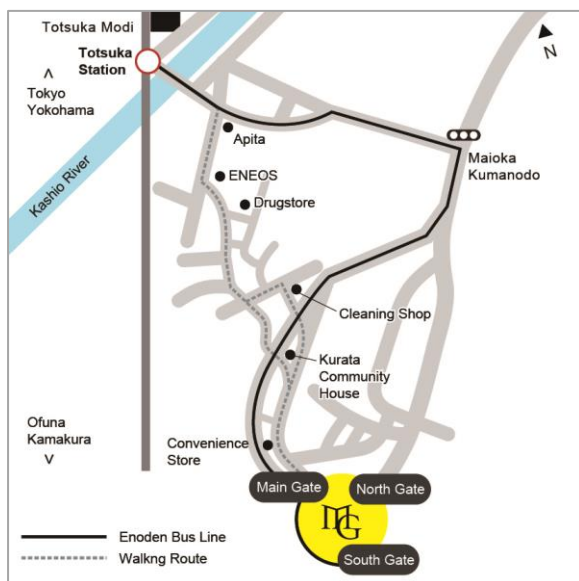 Totsuka Modi
Totsuka
Station
Tokyo
Yokohama
Kashio River
N
Apita
ENEOS
Drugstore
Maioka
Kumanodo
Cleaning Shop
Kurata
Community
House
Ofuna
Kamakura
Convenience
Store
Main Gate
North Gate
MG
South Gate
Enoden Bus Line
Walkng Route